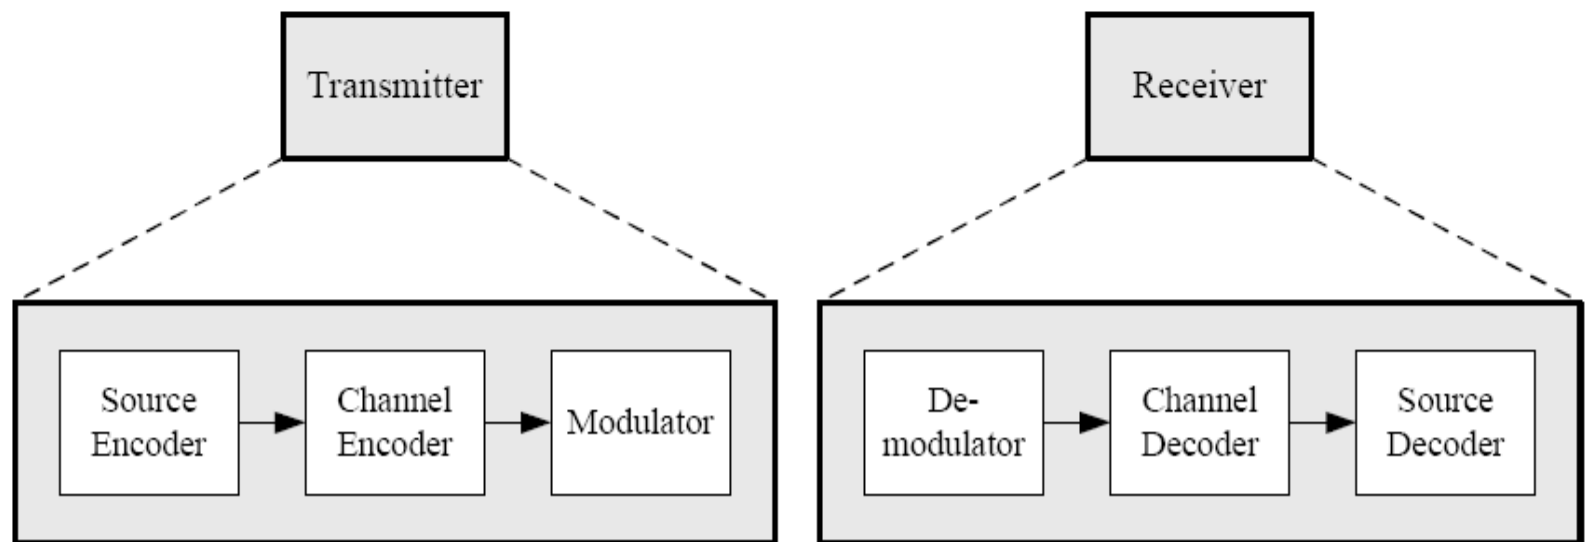 Transmitter
Receiver
Source
Encoder
Channel
Encoder
Modulator
De-
modulator
Channel
Decoder
Source
Decoder